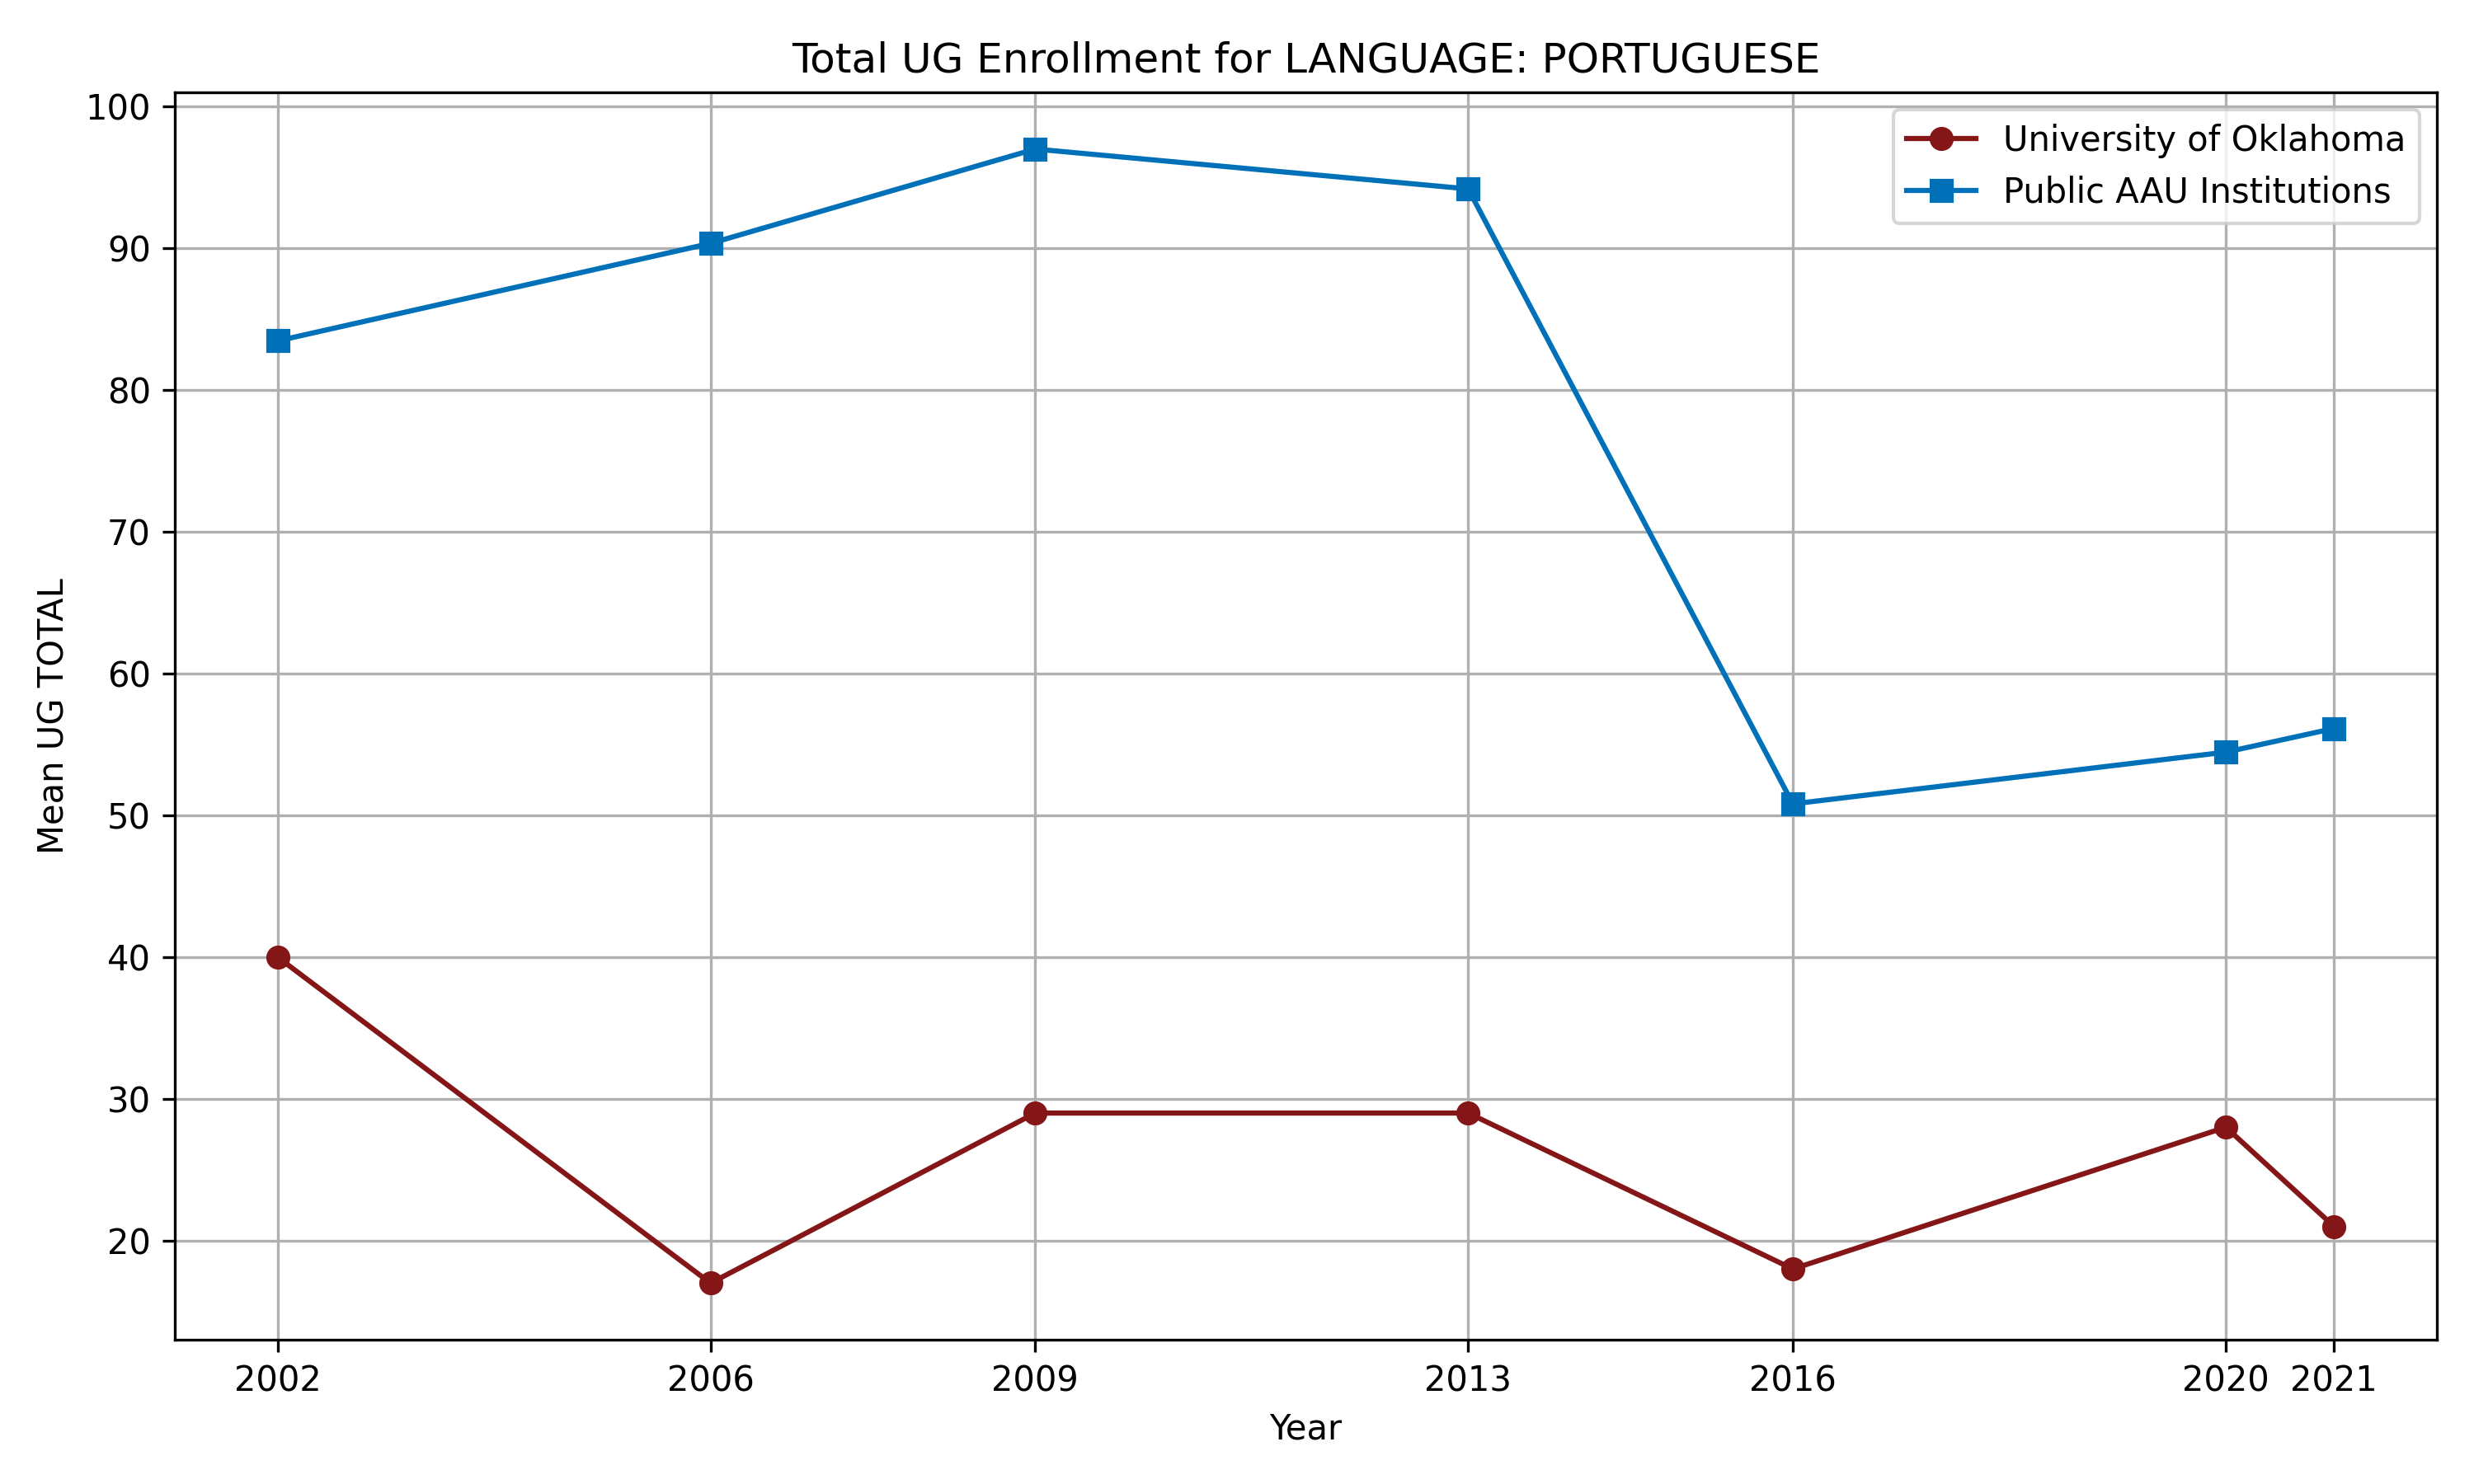 Total UG Enrollment for LANGUAGE: PORTUGUESE
University of Oklahoma
Public AAU Institutions
Mean UG TOTAL
100
90
80
70
60
50
40
30
20
2002 2006 2009 2013 2016 2020 2021
Year